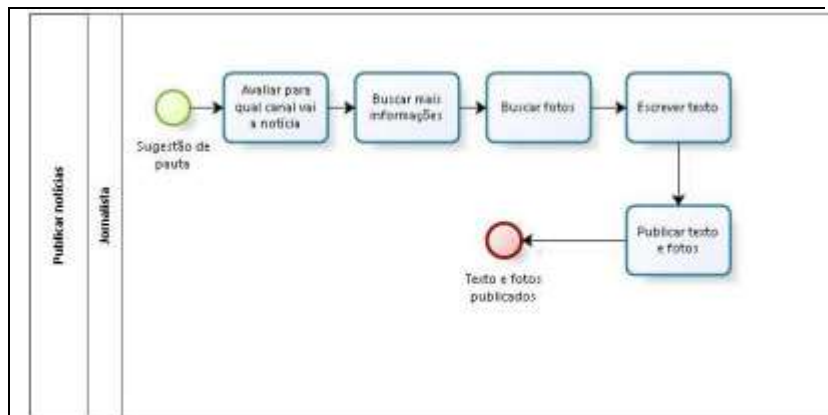 Publicar notícias
Jornalista
Sugestão de
pauta
Avaliar para
qual canal vai
a notícia
Buscar mais
informações
Buscar fotos
Escrever texto
Publicar texto
e fotos
Texto e fotos
publicados